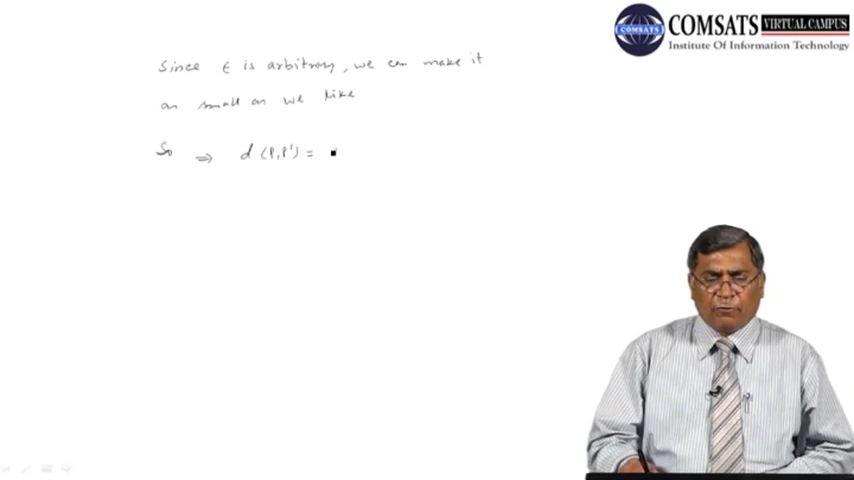 COMSATS
COMSATS VIRTUAL CAMPUS
Institute Of Information Technology
Since ε is arbitrary, we can make it
as small as we like
So ⇒ d (P, P') =